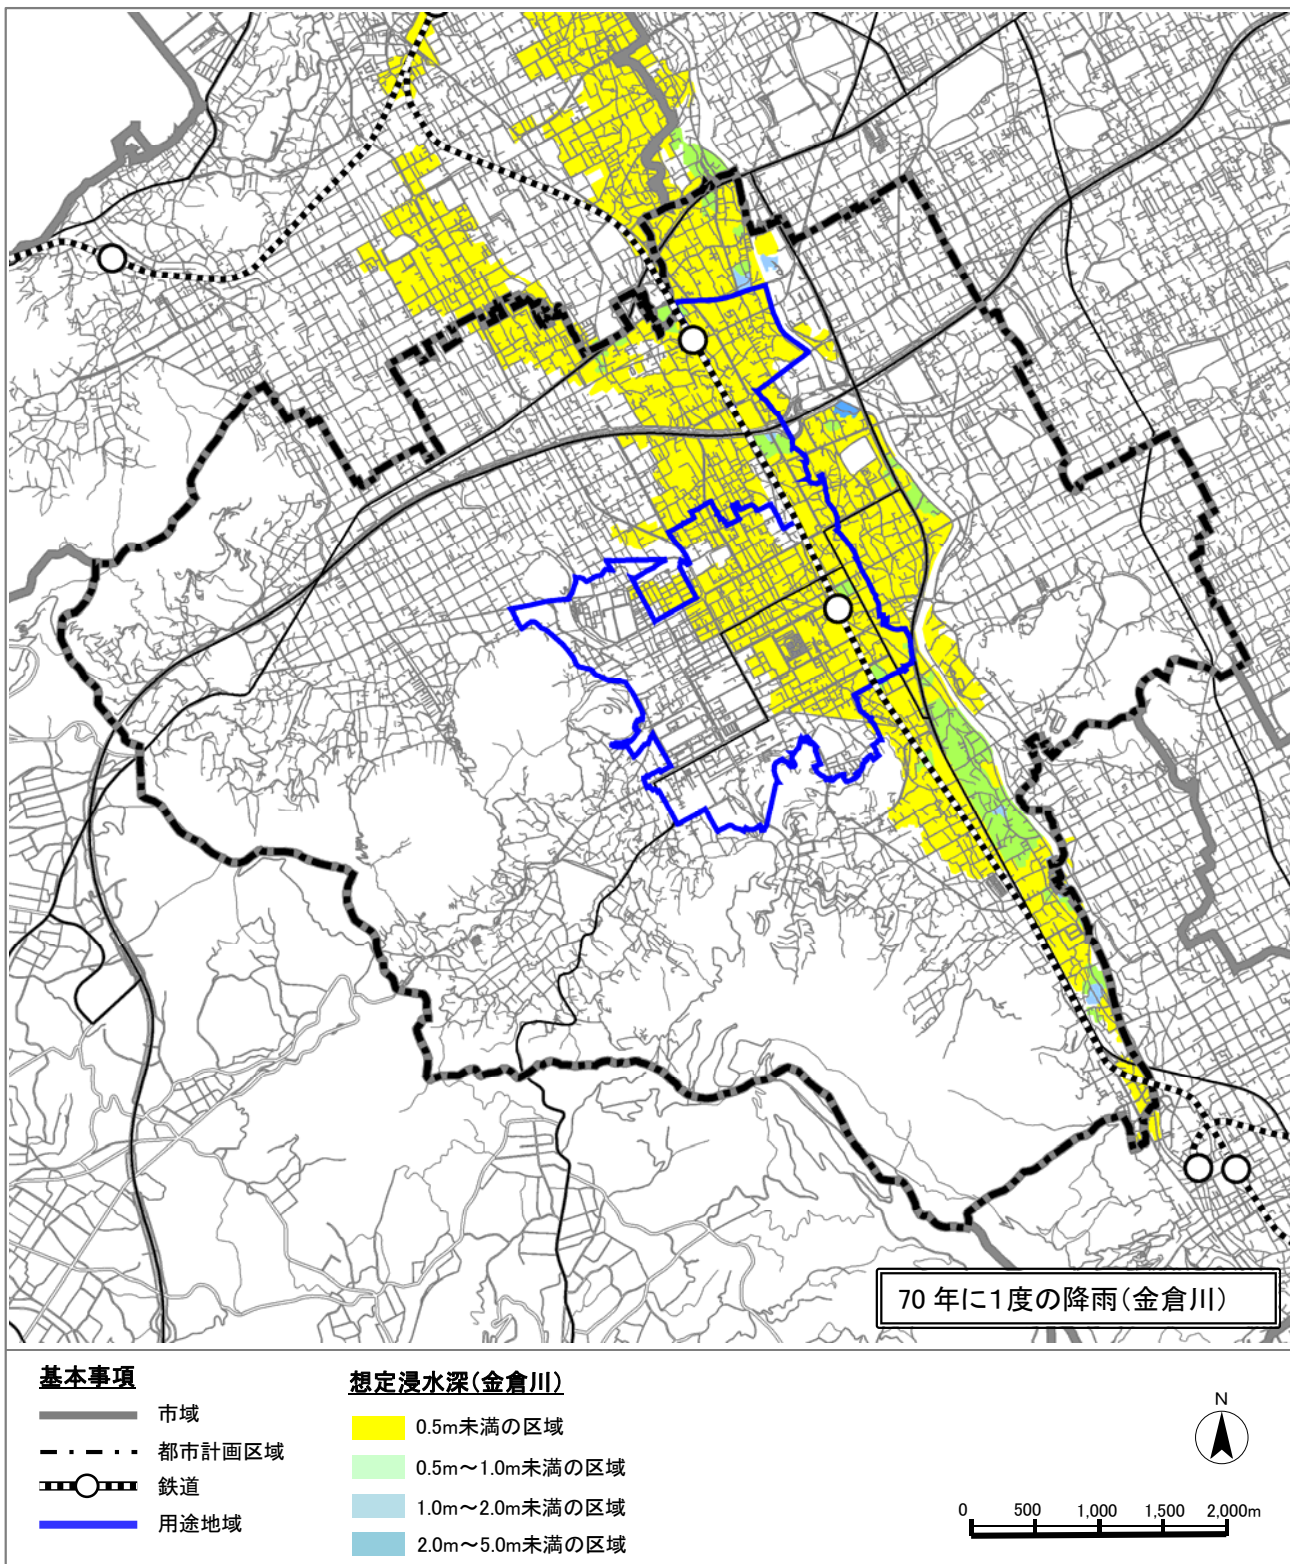 70 年に1度の降雨(金倉川)
基本事項
市域
都市計画区域
鉄道
用途地域
想定浸水深(金倉川)
0.5m未満の区域
0.5m~1.0m未満の区域
1.0m~2.0m未満の区域
2.0m~5.0m未満の区域
N
0 500 1,000 1,500 2,000m